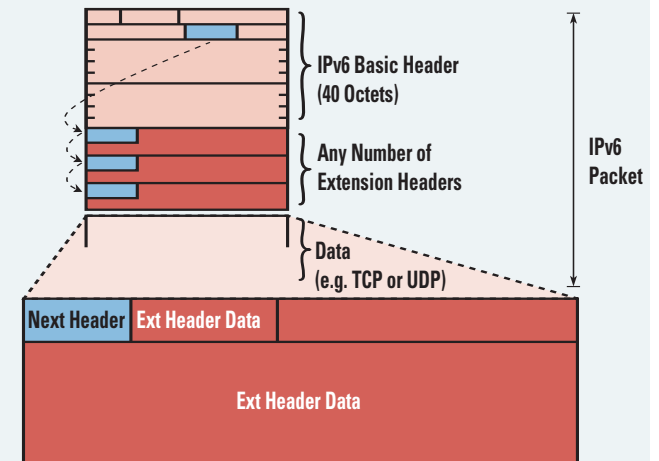 IPv6 Basic Header
(40 Octets)
Any Number of
Extension Headers
IPv6
Packet
Data
(e.g. TCP or UDP)
Next Header
Ext Header Data
Ext Header Data